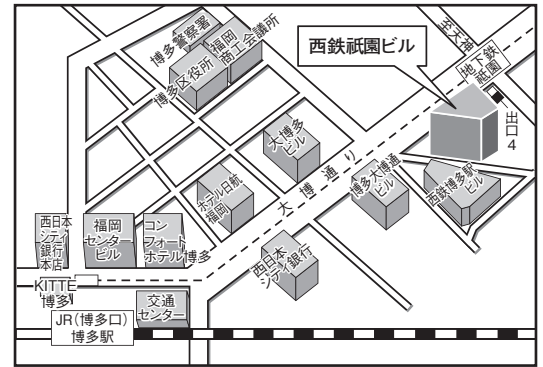 博多警察署
福岡
商工会議所
博多区役所
西鉄祇園ビル
至天神
地下鉄
祇園
出口4
大博多
ビル
大博通り
ホテル日航
福岡
博多大博通
ビル
西鉄博多駅
ビル
西日本
シティ
銀行
本店
福岡
センター
ビル
コン
フォート
ホテル博多
西日本
シティ銀行
KITTE
博多
交通
センター
JR(博多口)
博多駅